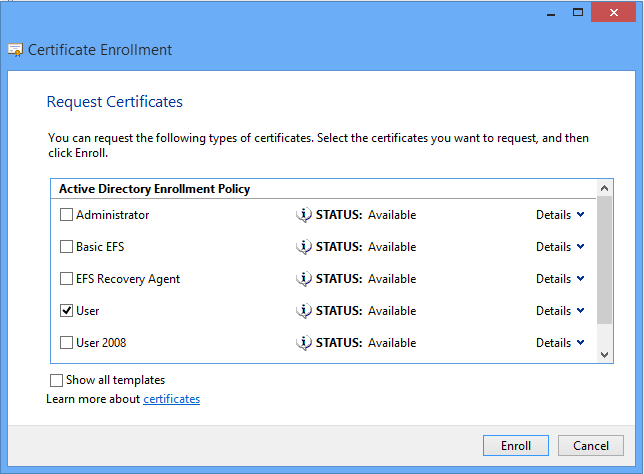 Certificate Enrollment
Request Certificates
You can request the following types of certificates. Select the certificates you want to request, and then
click Enroll.
Active Directory Enrollment Policy
Administrator STATUS: Available Details
Basic EFS STATUS: Available Details
EFS Recovery Agent STATUS: Available Details
User STATUS: Available Details
User 2008 STATUS: Available Details
Show all templates
Learn more about certificates
Enroll Cancel